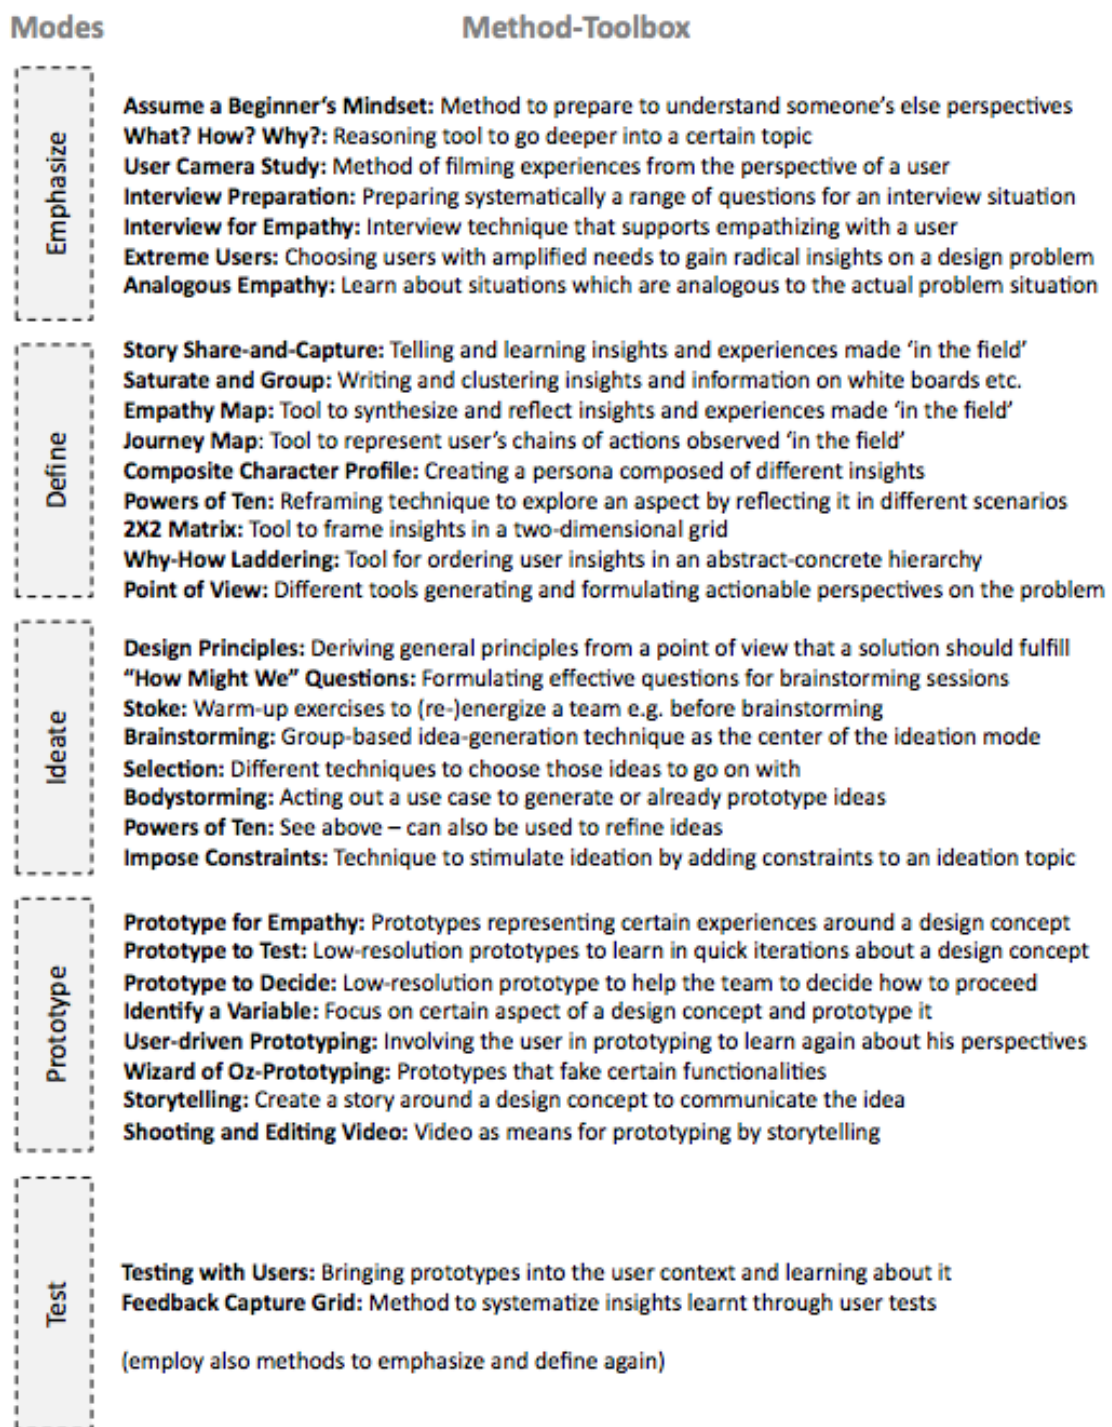 Modes
Method-Toolbox
Emphasize
Assume a Beginner's Mindset: Method to prepare to understand someone's else perspectives
What? How? Why?: Reasoning tool to go deeper into a certain topic
User Camera Study: Method of filming experiences from the perspective of a user
Interview Preparation: Preparing systematically a range of questions for an interview situation
Interview for Empathy: Interview technique that supports empathizing with a user
Extreme Users: Choosing users with amplified needs to gain radical insights on a design problem
Analogous Empathy: Learn about situations which are analogous to the actual problem situation
Define
Story Share-and-Capture: Telling and learning insights and experiences made ‘in the field’
Saturate and Group: Writing and clustering insights and information on white boards etc.
Empathy Map: Tool to synthesize and reflect insights and experiences made ‘in the field’
Journey Map: Tool to represent user's chains of actions observed ‘in the field’
Composite Character Profile: Creating a persona composed of different insights
Powers of Ten: Reframing technique to explore an aspect by reflecting it in different scenarios
2X2 Matrix: Tool to frame insights in a two-dimensional grid
Why-How Laddering: Tool for ordering user insights in an abstract-concrete hierarchy
Point of View: Different tools generating and formulating actionable perspectives on the problem
Ideate
Design Principles: Deriving general principles from a point of view that a solution should fulfill
“How Might We” Questions: Formulating effective questions for brainstorming sessions
Stoke: Warm-up exercises to (re-)energize a team e.g. before brainstorming
Brainstorming: Group-based idea-generation technique as the center of the ideation mode
Selection: Different techniques to choose those ideas to go on with
Bodystorming: Acting out a use case to generate or already prototype ideas
Powers of Ten: See above – can also be used to refine ideas
Impose Constraints: Technique to stimulate ideation by adding constraints to an ideation topic
Prototype
Prototype for Empathy: Prototypes representing certain experiences around a design concept
Prototype to Test: Low-resolution prototypes to learn in quick iterations about a design concept
Prototype to Decide: Low-resolution prototype to help the team to decide how to proceed
Identify a Variable: Focus on certain aspect of a design concept and prototype it
User-driven Prototyping: Involving the user in prototyping to learn again about his perspectives
Wizard of Oz-Prototyping: Prototypes that fake certain functionalities
Storytelling: Create a story around a design concept to communicate the idea
Shooting and Editing Video: Video as means for prototyping by storytelling
Test
Testing with Users: Bringing prototypes into the user context and learning about it
Feedback Capture Grid: Method to systematize insights learnt through user tests
(employ also methods to emphasize and define again)